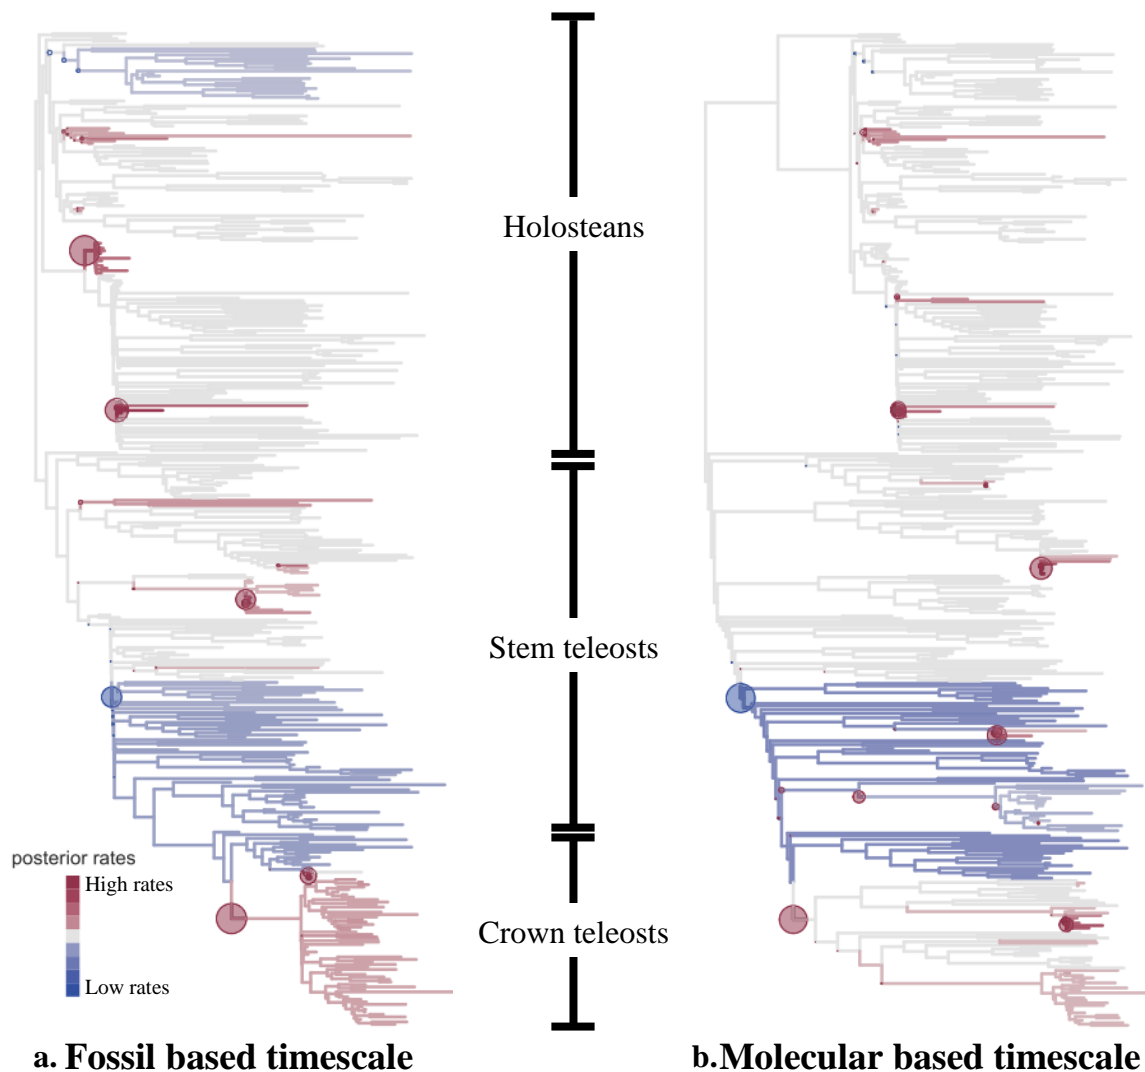 Holosteans
Stem teleosts
posterior rates
High rates
Crown teleosts
Low rates
a. Fossil based timescale
b.Molecular based timescale